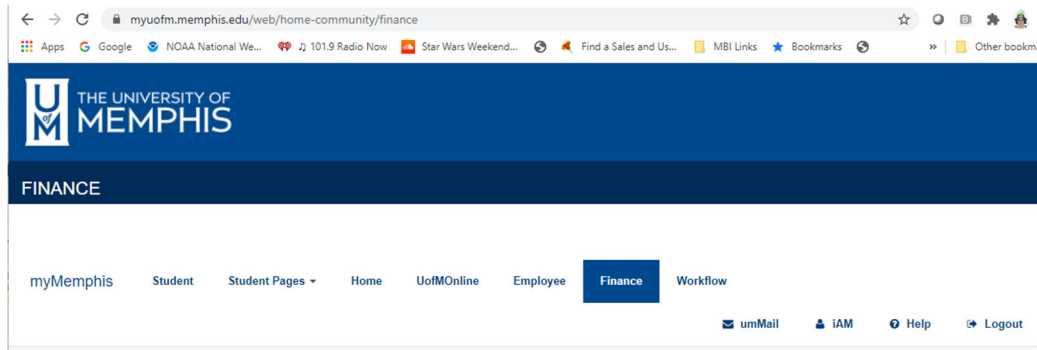 myuofm.memphis.edu/web/home-community/finance
Apps Google NOAA National We... 101.9 Radio Now Star Wars Weekend... Find a Sales and Us... MBI Links Bookmarks » Other bookm
U of M THE UNIVERSITY OF
MEMPHIS
FINANCE
myMemphis Student Student Pages Home UofMOnline Employee Finance Workflow
umMail iAM Help Logout